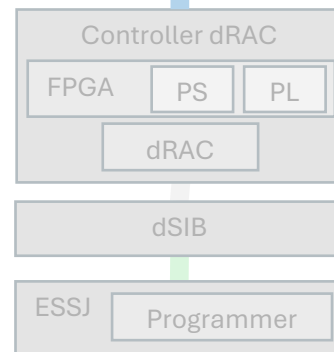 Controller dRAC
FPGA PS PL
dRAC
dSIB
ESSJ Programmer